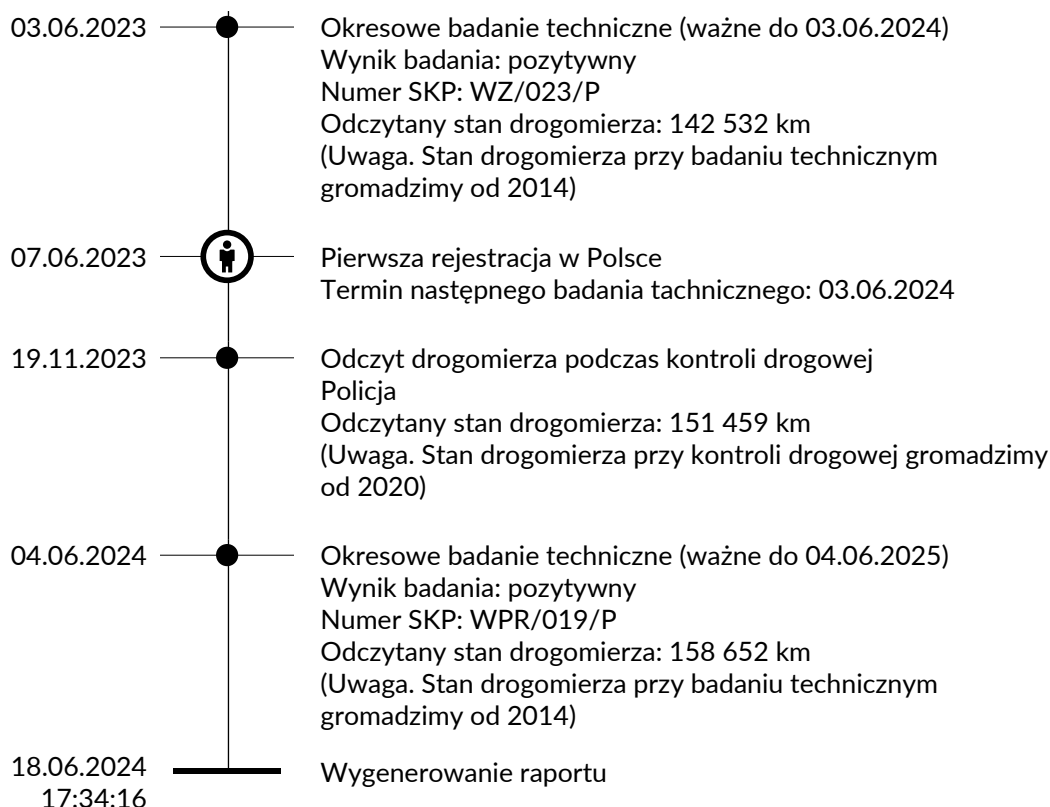 03.06.2023
Okresowe badanie techniczne (ważne do 03.06.2024)
Wynik badania: pozytywny
Numer SKP: WZ/023/P
Odczytany stan drogomierza: 142 532 km
(Uwaga. Stan drogomierza przy badaniu technicznym
gromadzimy od 2014)
07.06.2023
Pierwsza rejestracja w Polsce
Termin następnego badania tachnicznego: 03.06.2024
19.11.2023
Odczyt drogomierza podczas kontroli drogowej
Policja
Odczytany stan drogomierza: 151 459 km
(Uwaga. Stan drogomierza przy kontroli drogowej gromadzimy
od 2020)
04.06.2024
Okresowe badanie techniczne (ważne do 04.06.2025)
Wynik badania: pozytywny
Numer SKP: WPR/019/P
Odczytany stan drogomierza: 158 652 km
(Uwaga. Stan drogomierza przy badaniu technicznym
gromadzimy od 2014)
18.06.2024
17:34:16
Wygenerowanie raportu